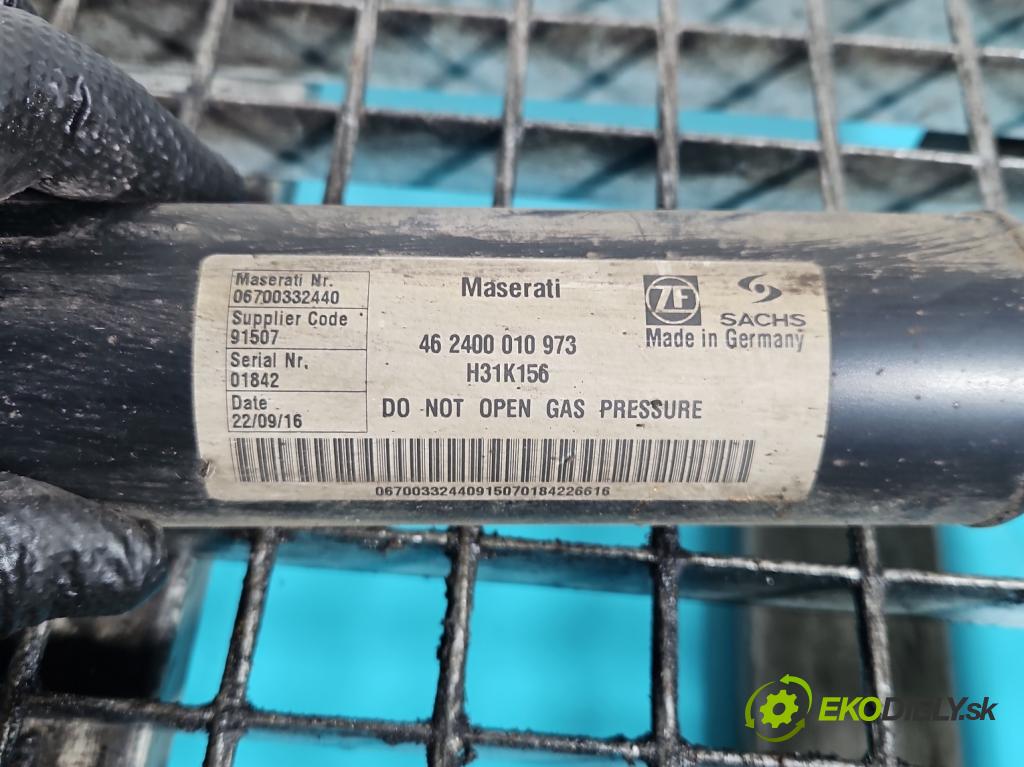 Maserati Nr.
06700332440
Supplier Code
91507
Serial Nr.
01842
Date
22/09/16
Maserati
46 2400 010 973
H31K156
DO NOT OPEN GAS PRESSURE
ZF
SACHS
Made in Germany
06700332440915070184226616
EKODIELY.sk